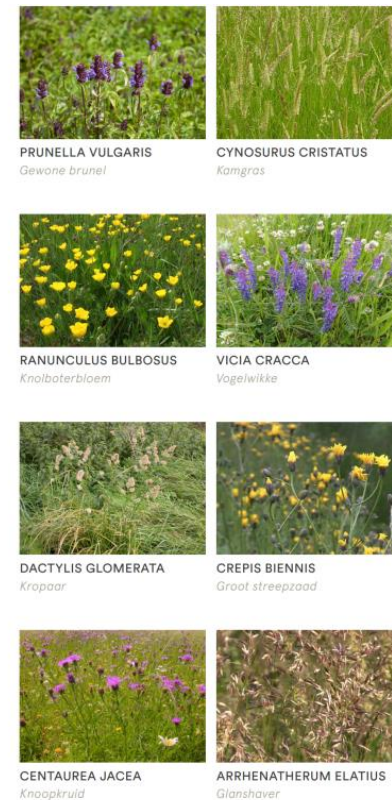 PRUNELLA VULGARIS
Gewone brunel
CYNOSURUS CRISTATUS
Kamgras
RANUNCULUS BULBOSUS
Knolboterbloem
VICIA CRACCA
Vogelwikke
DACTYLIS GLOMERATA
Kropaar
CREPIS BIENNIS
Groot streepzaad
CENTAUREA JACEA
Knoopkruid
ARRHENATHERUM ELATIUS
Glanshaver